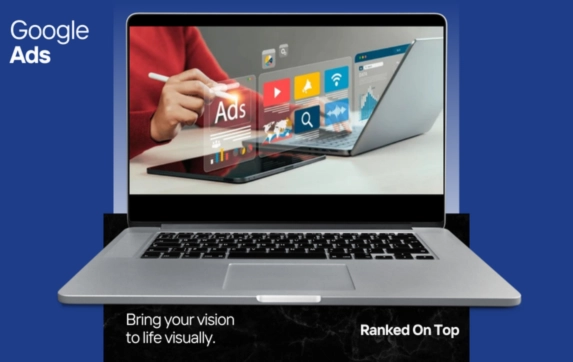 Google
Ads
Ads
Bring your vision
to life visually.
Ranked On Top